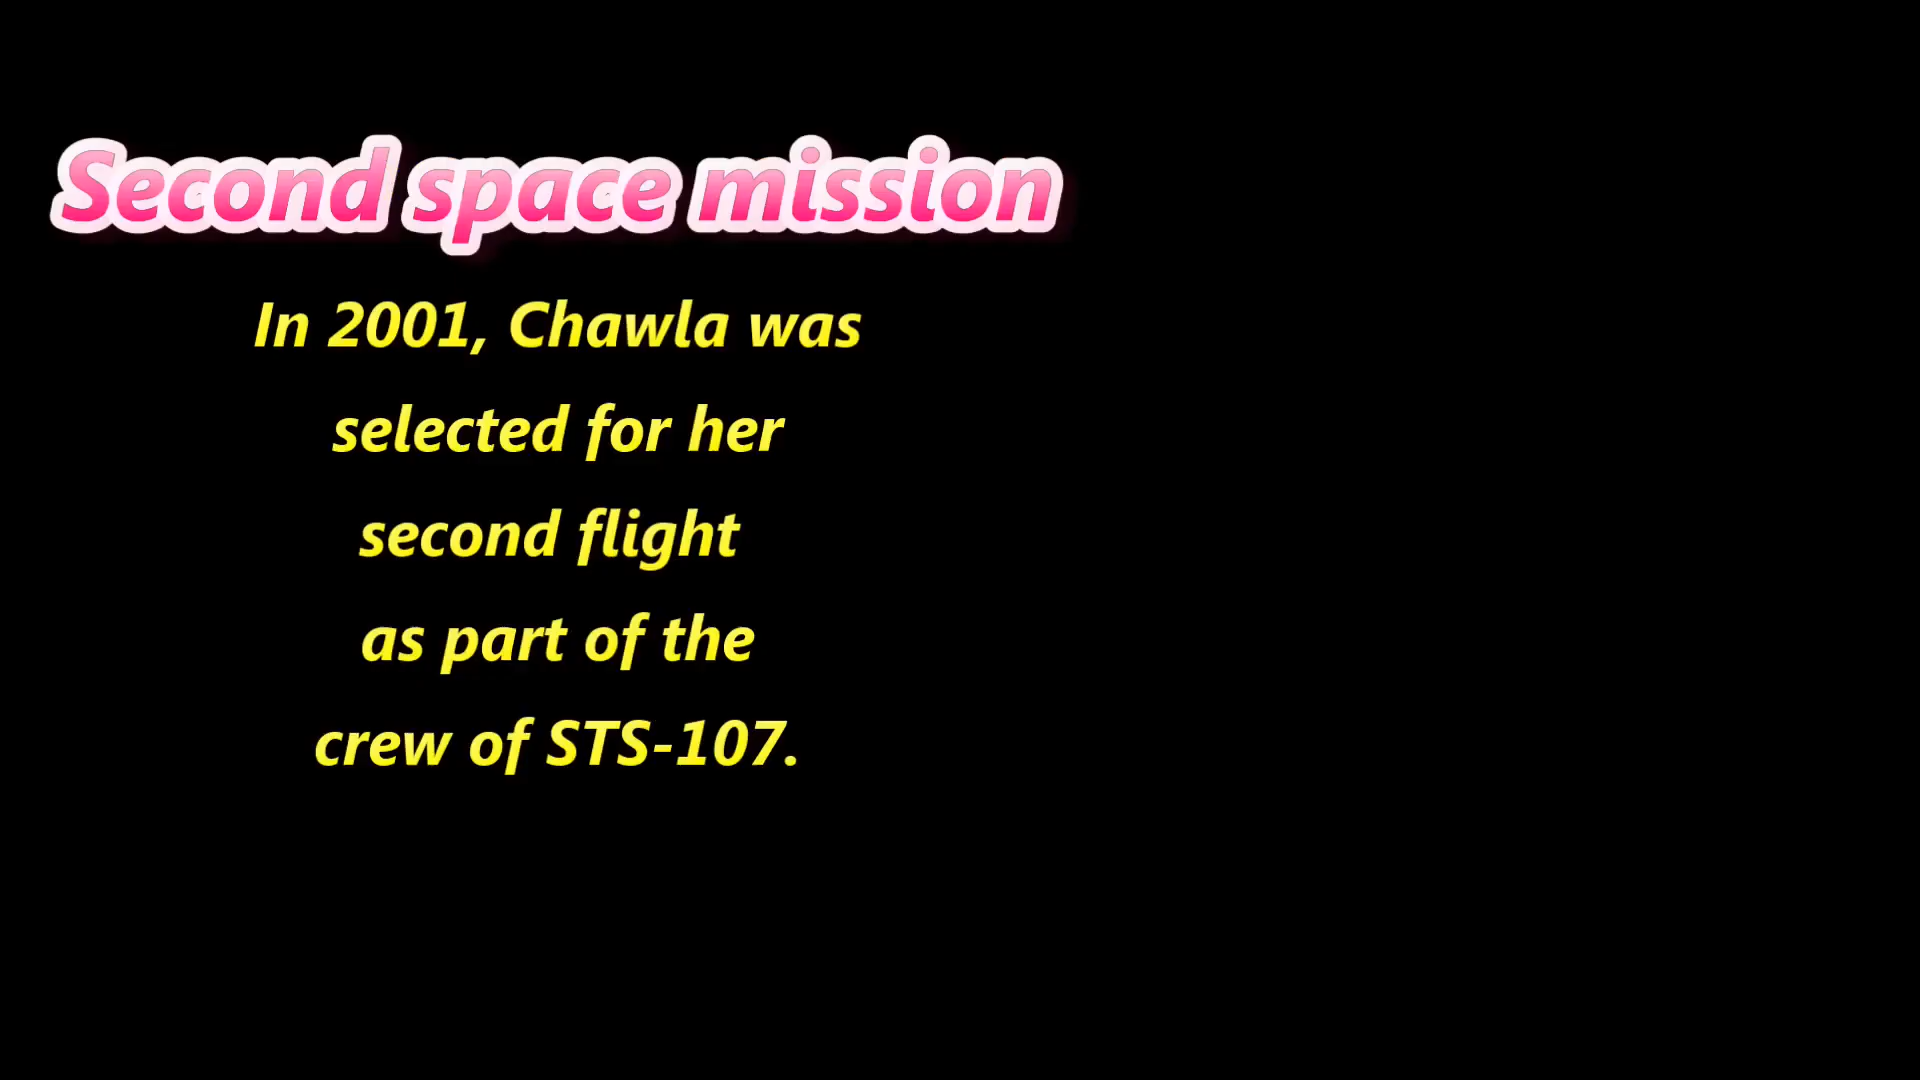 Second space mission
In 2001, Chawla was
selected for her
second flight
as part of the
crew of STS-107.